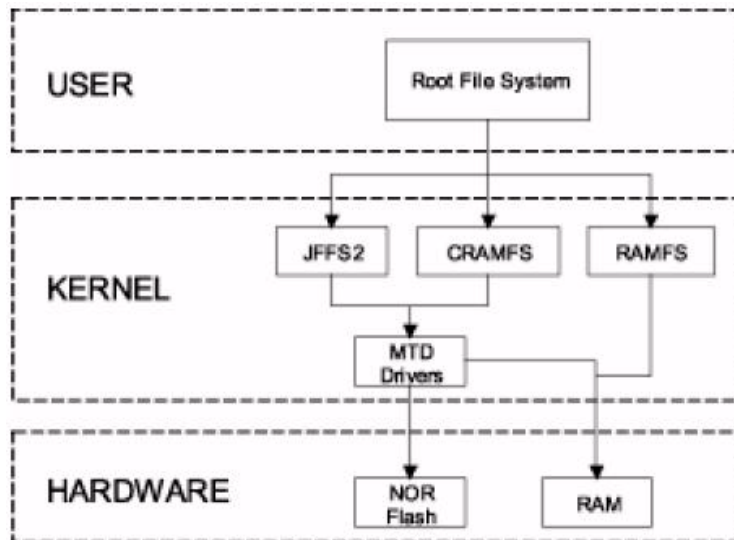 USER
Root File System
JFFS2
CRAMFS
RAMFS
KERNEL
MTD
Drivers
HARDWARE
NOR
Flash
RAM